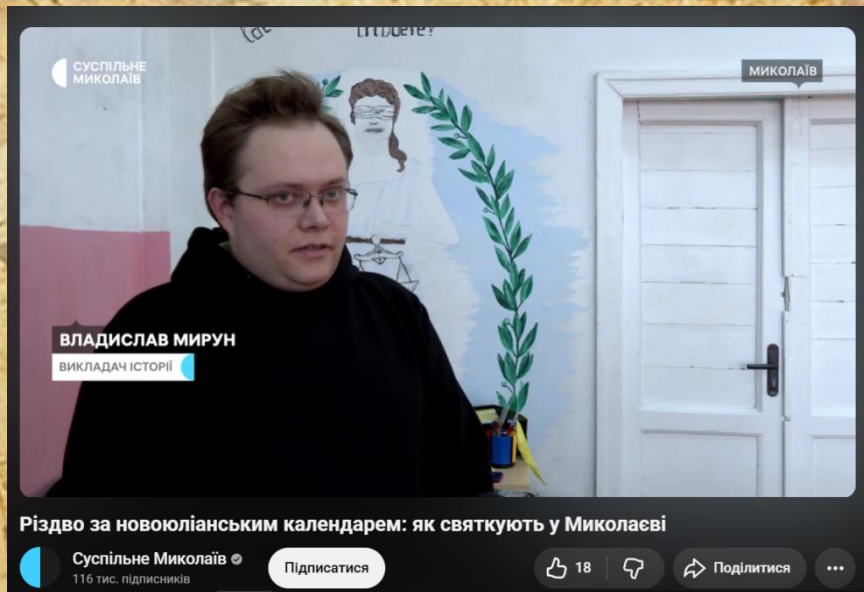 СУСПІЛЬНЕ
МИКОЛАЇВ
МИКОЛАЇВ
ВЛАДИСЛАВ МИРУН
ВИКЛАДАЧ ІСТОРІЇ
Різдво за новоюліанським календарем: як святкують у Миколаєві
Суспільне Миколаїв
116 тис. підписників
Підписатися
18
Поділитися